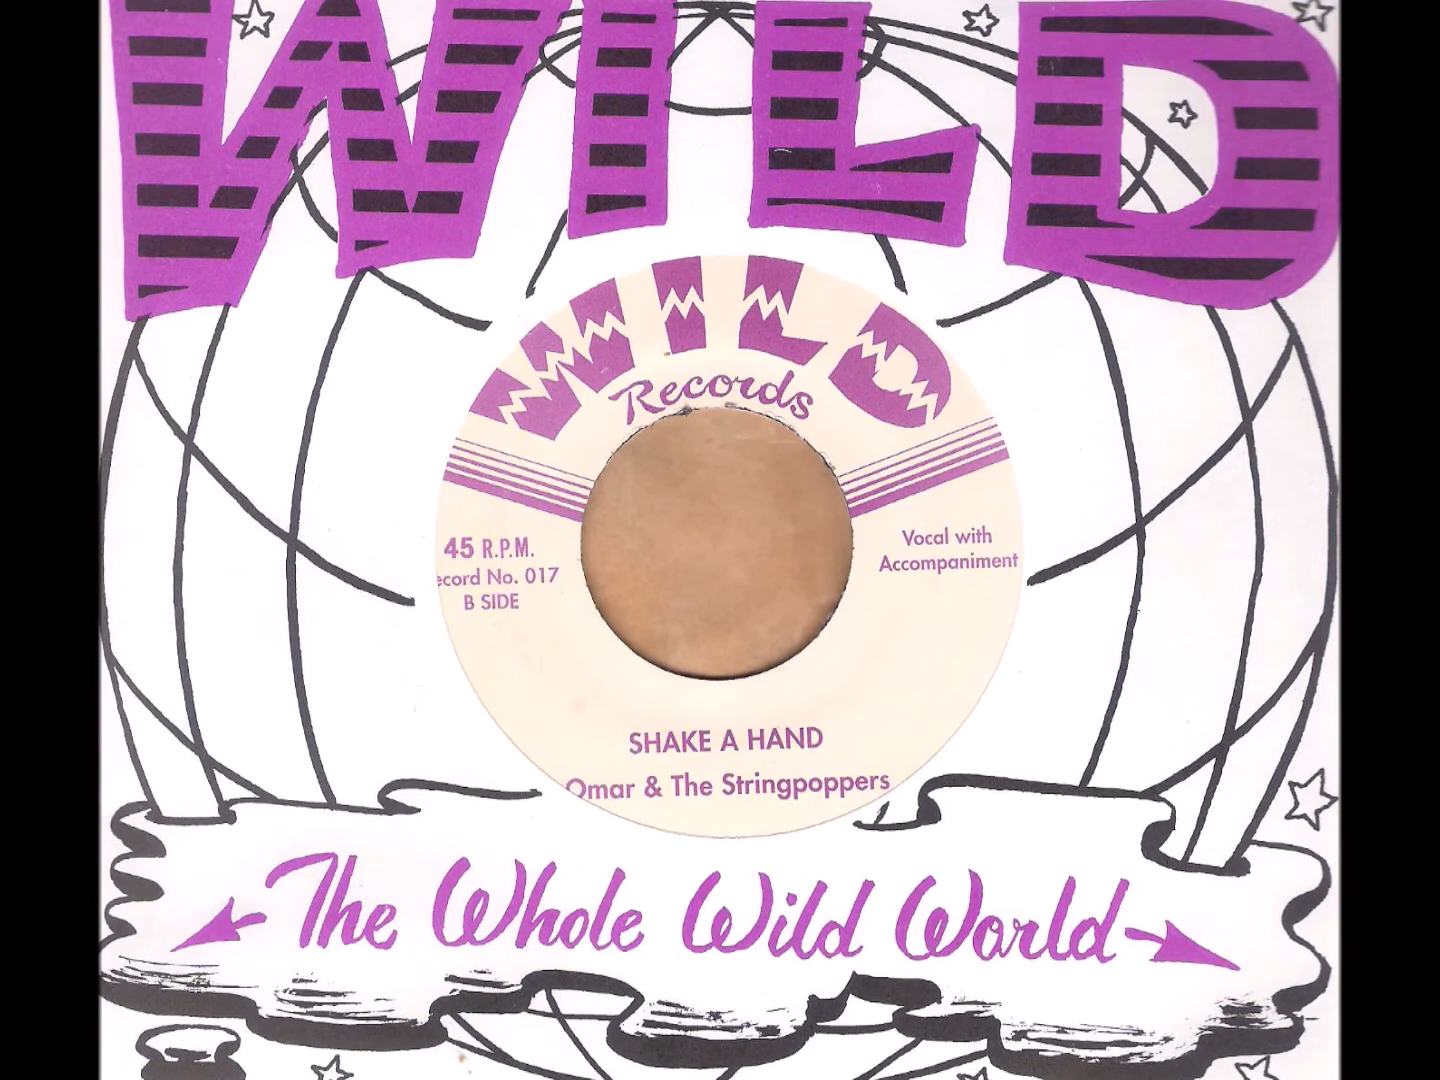 WILD
WILD
Records
45 R.P.M.
ecord No. 017
B SIDE
Vocal with
Accompaniment
SHAKE A HAND
Omar & The Stringpoppers
The Whole Wild World